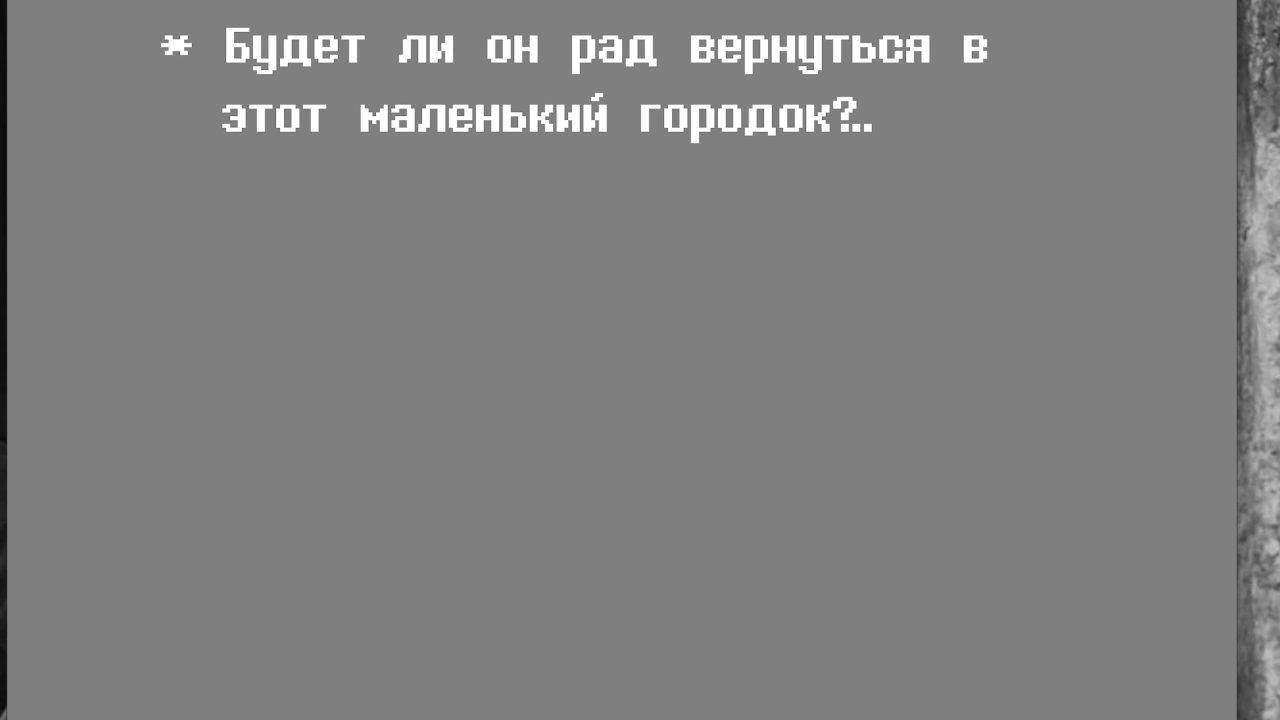 * Будет ли он рад вернуться в
этот маленький городок?..